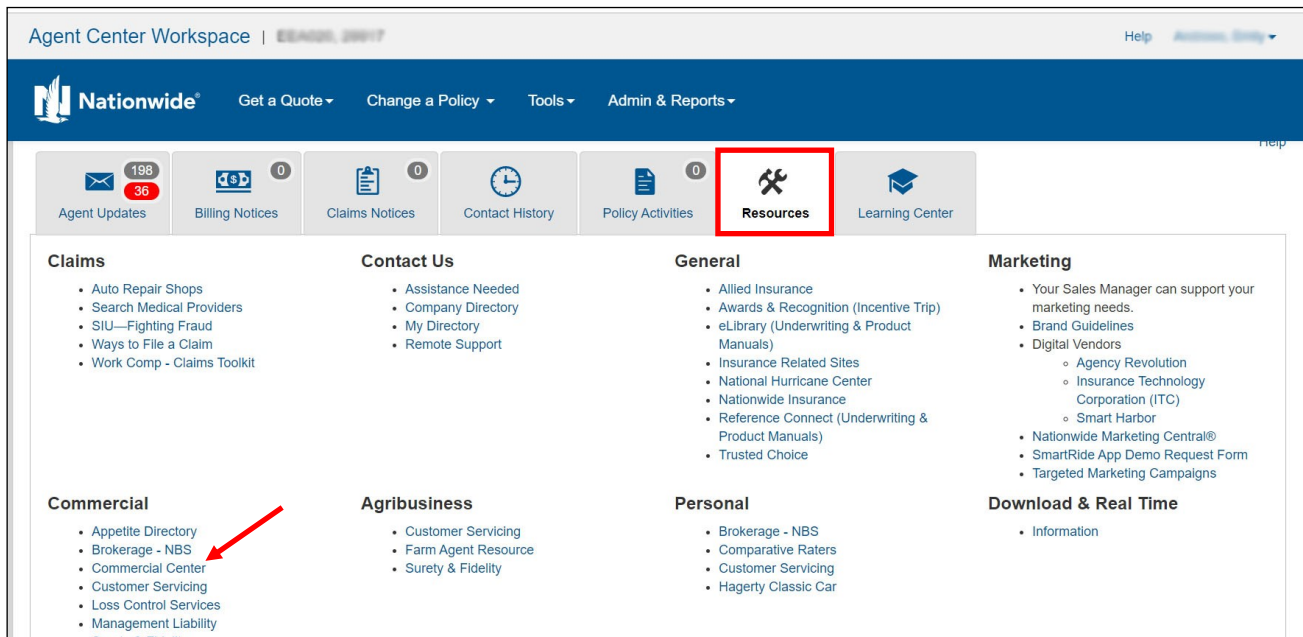 Agent Center Workspace |
Help
Nationwide®
Get a Quote
Change a Policy
Tools
Admin & Reports
Help
198
36
Agent Updates
0
Billing Notices
0
Claims Notices
Contact History
0
Policy Activities
Resources
Learning Center
Claims
• Auto Repair Shops
• Search Medical Providers
• SIU—Fighting Fraud
• Ways to File a Claim
• Work Comp - Claims Toolkit
Contact Us
• Assistance Needed
• Company Directory
• My Directory
• Remote Support
General
• Allied Insurance
• Awards & Recognition (Incentive Trip)
• eLibrary (Underwriting & Product
Manuals)
• Insurance Related Sites
• National Hurricane Center
• Nationwide Insurance
• Reference Connect (Underwriting &
Product Manuals)
• Trusted Choice
Marketing
• Your Sales Manager can support your
marketing needs.
• Brand Guidelines
• Digital Vendors
◦ Agency Revolution
◦ Insurance Technology
Corporation (ITC)
◦ Smart Harbor
• Nationwide Marketing Central®
• SmartRide App Demo Request Form
• Targeted Marketing Campaigns
Commercial
• Appetite Directory
• Brokerage - NBS
• Commercial Center
• Customer Servicing
• Loss Control Services
• Management Liability
Agribusiness
• Customer Servicing
• Farm Agent Resource
• Surety & Fidelity
Personal
• Brokerage - NBS
• Comparative Raters
• Customer Servicing
• Hagerty Classic Car
Download & Real Time
• Information